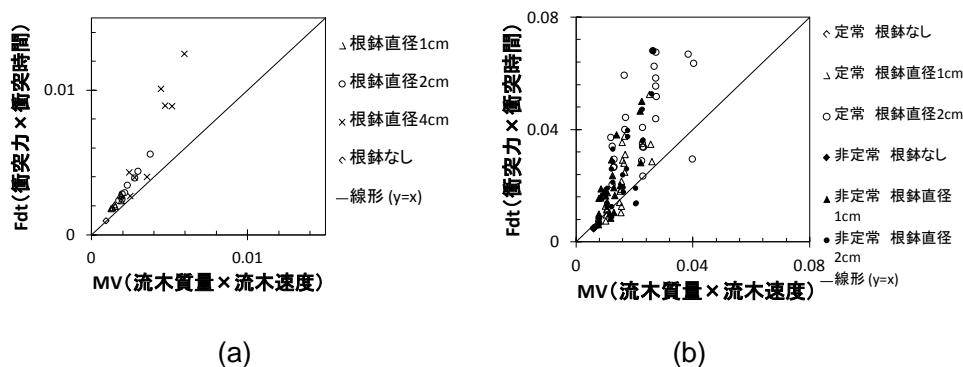 Fdt(衝突力×衝突時間)
0.01
0
0
0.01
MV(流木質量×流木速度)
根鉢直径1cm
根鉢直径2cm
根鉢直径4cm
根鉢なし
線形 (y=x)
(a)
Fdt(衝突力×衝突時間)
0.08
0.04
0
0
0.04
0.08
MV(流木質量×流木速度)
定常 根鉢なし
定常 根鉢直径1cm
定常 根鉢直径2cm
非定常 根鉢なし
非定常 根鉢直径
1cm
非定常 根鉢直径
2cm
線形 (y=x)
(b)